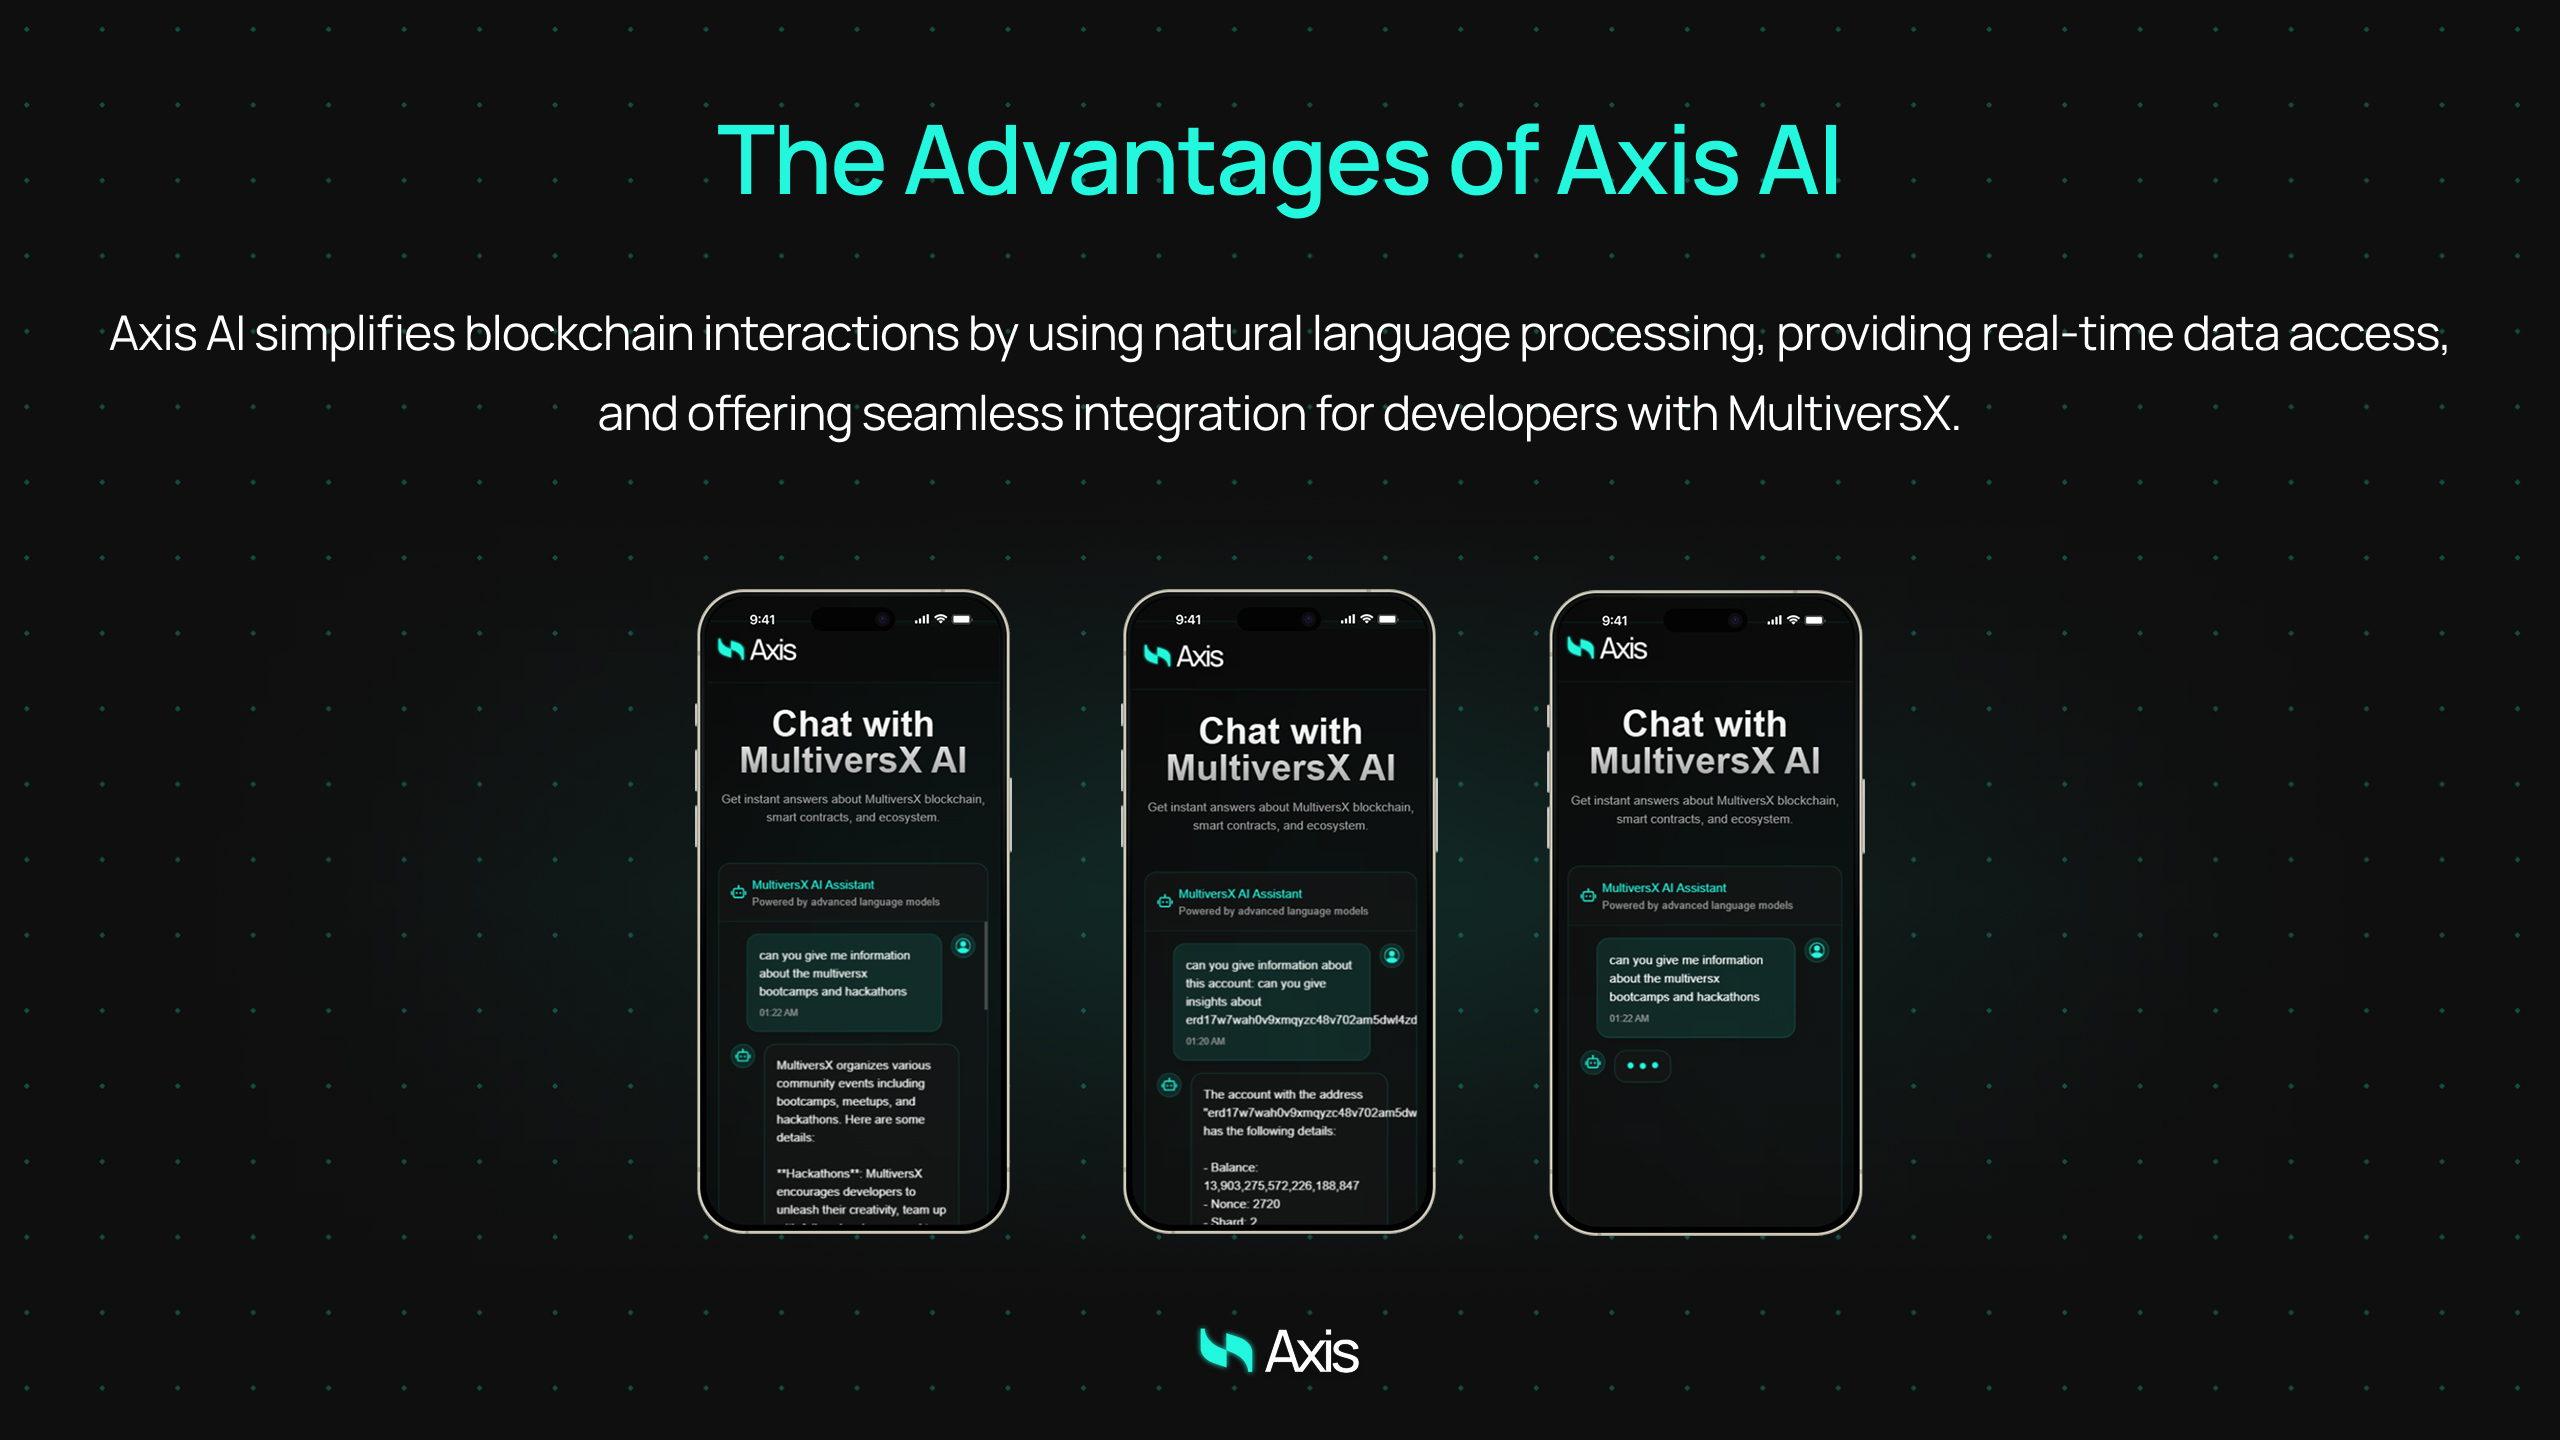 The Advantages of Axis AI
Axis AI simplifies blockchain interactions by using natural language processing, providing real-time data access,
and offering seamless integration for developers with MultiversX.
9:41
Axis
Chat with
MultiversX AI
Get instant answers about MultiversX blockchain,
smart contracts, and ecosystem.
MultiversX AI Assistant
Powered by advanced language models
can you give me information
about the multiversx
bootcamps and hackathons
01:22 AM
MultiversX organizes various
community events including
bootcamps, meetups, and
hackathons. Here are some
details:
**Hackathons**: MultiversX
encourages developers to
unleash their creativity, team up
9:41
Axis
Chat with
MultiversX AI
Get instant answers about MultiversX blockchain,
smart contracts, and ecosystem.
MultiversX AI Assistant
Powered by advanced language models
can you give information about
this account: can you give
insights about
erd17w7wah0v9xmqyzc48v702am5dwl4zd
01:20 AM
The account with the address
"erd17w7wah0v9xmqyzc48v702am5dw
has the following details:
- Balance:
13,903,275,572,226,188,847
- Nonce: 2720
- Shard: 2
9:41
Axis
Chat with
MultiversX AI
Get instant answers about MultiversX blockchain,
smart contracts, and ecosystem.
MultiversX AI Assistant
Powered by advanced language models
can you give me information
about the multiversx
bootcamps and hackathons
01:22 AM
Axis